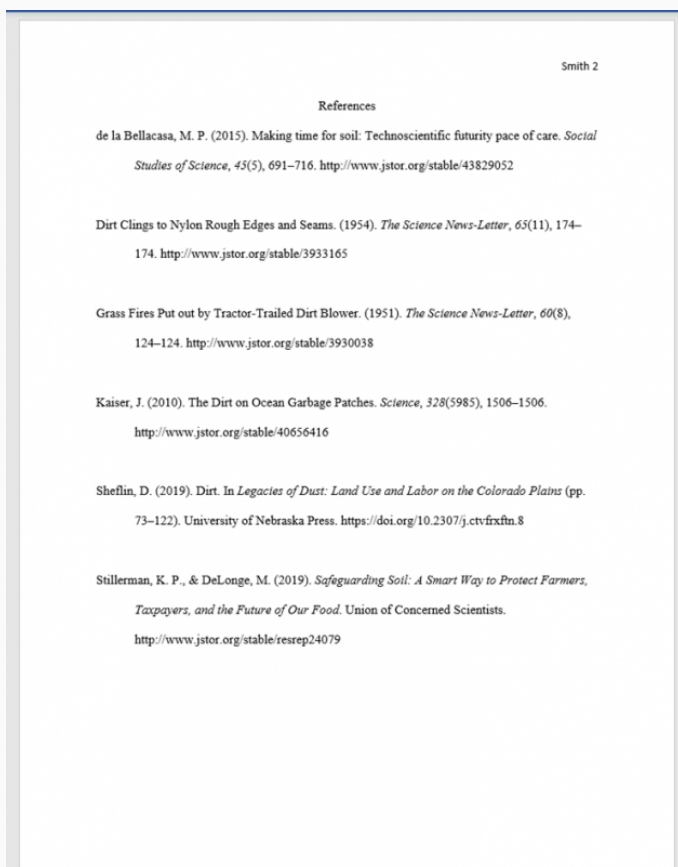 Smith 2
References
de la Bellacasa, M. P. (2015). Making time for soil: Technoscientific futurity pace of care. Social
Studies of Science, 45(5), 691–716. http://www.jstor.org/stable/43829052
Dirt Clings to Nylon Rough Edges and Seams. (1954). The Science News-Letter, 65(11), 174–
174. http://www.jstor.org/stable/3933165
Grass Fires Put out by Tractor-Trailed Dirt Blower. (1951). The Science News-Letter, 60(8),
124–124. http://www.jstor.org/stable/3930038
Kaiser, J. (2010). The Dirt on Ocean Garbage Patches. Science, 328(5985), 1506–1506.
http://www.jstor.org/stable/40656416
Sheflin, D. (2019). Dirt. In Legacies of Dust: Land Use and Labor on the Colorado Plains (pp.
73–122). University of Nebraska Press. https://doi.org/10.2307/j.ctvfrxftn.8
Stillerman, K. P., & DeLonge, M. (2019). Safeguarding Soil: A Smart Way to Protect Farmers,
Taxpayers, and the Future of Our Food. Union of Concerned Scientists.
http://www.jstor.org/stable/resrep24079